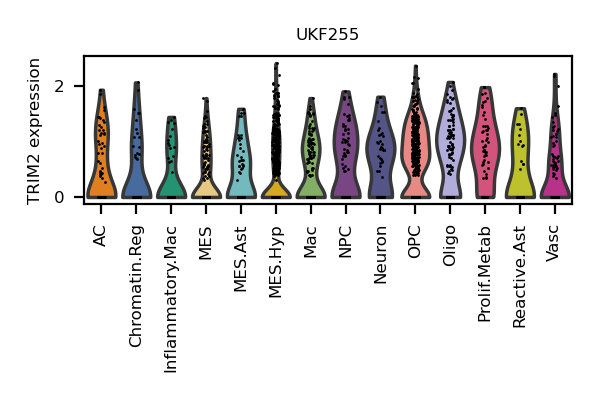 UKF255
TRIM2 expression
2
0
AC
Chromatin.Reg
Inflammatory.Mac
MES
MES.Ast
MES.Hyp
Mac
NPC
Neuron
OPC
Oligo
Prolif.Metab
Reactive.Ast
Vasc